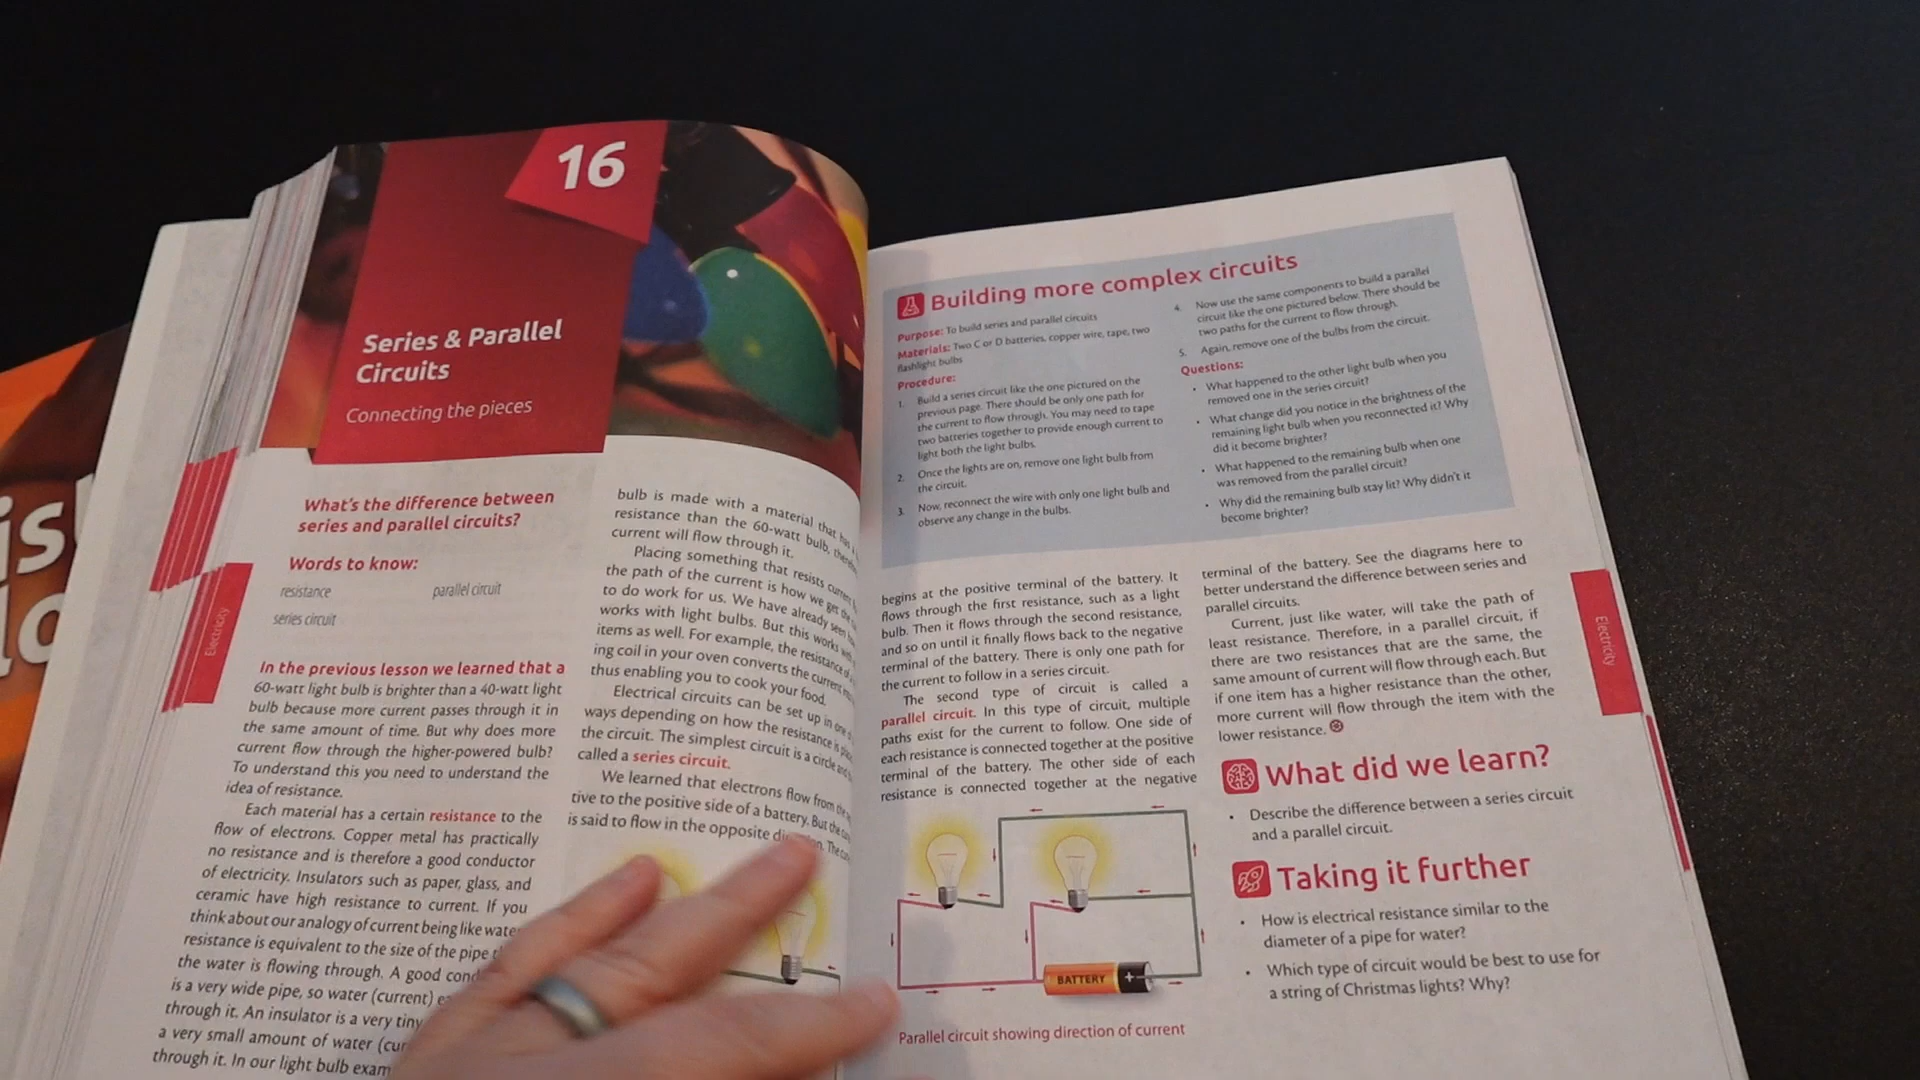 16
Series & Parallel
Circuits
Connecting the pieces
What's the difference between
series and parallel circuits?
Words to know:
resistance
parallel circuit
series circuit
Electricity
In the previous lesson we learned that a
60-watt light bulb is brighter than a 40-watt light
bulb because more current passes through it in
the same amount of time. But why does more
current flow through the higher-powered bulb?
To understand this you need to understand the
idea of resistance.
Each material has a certain resistance to the
flow of electrons. Copper metal has practically
no resistance and is therefore a good conductor
of electricity. Insulators such as paper, glass, and
ceramic have high resistance to current. If you
think about our analogy of current being like
resistance is equivalent to the size of the pipe
the water is flowing through. A good
is a very wide pipe, so water (current)
through it. An insulator is a very tiny
a very small amount of water
through it. In our light bulb
bulb is made with a material that has
resistance than the 60-watt bulb,
current will flow through it.
Placing something that resists current
the path of the current is how we get the
to do work for us. We have already seen
works with light bulbs. But this works
items as well. For example, the resistance
ing coil in your oven converts the current
thus enabling you to cook your food.
Electrical circuits can be set up in one
ways depending on how the resistance is
the circuit. The simplest circuit is a circle
called a series circuit.
We learned that electrons flow from
tive to the positive side of a battery. But the
is said to flow in the opposite The
Building more complex circuits
Purpose: To build series and parallel circuits
Materials: Two C or D batteries, copper wire, tape, two
flashlight bulbs
Procedure:
1. Build a series circuit like the one pictured on the
previous page. There should be only one path for
the current to flow through. You may need to tape
two batteries together to provide enough current to
light both the light bulbs.
2. Once the lights are on, remove one light bulb from
the circuit.
3. Now, reconnect the wire with only one light bulb and
observe any change in the bulbs.
4. Now use the same components to build a parallel
circuit like the one pictured below. There should be
two paths for the current to flow through.
5. Again, remove one of the bulbs from the circuit.
Questions:
• What happened to the other light bulb when you
removed one in the series circuit?
• What change did you notice in the brightness of the
remaining light bulb when you reconnected it? Why
did it become brighter?
• What happened to the remaining bulb when one
was removed from the parallel circuit?
• Why did the remaining bulb stay lit? Why didn't it
become brighter?
begins at the positive terminal of the battery. It
flows through the first resistance, such as a light
bulb. Then it flows through the second resistance,
and so on until it finally flows back to the negative
terminal of the battery. There is only one path for
the current to follow in a series circuit.
The second type of circuit is called a
parallel circuit. In this type of circuit, multiple
paths exist for the current to follow. One side of
each resistance is connected together at the positive
terminal of the battery. The other side of each
resistance is connected together at the negative
BATTERY +
Parallel circuit showing direction of current
terminal of the battery. See the diagrams here to
better understand the difference between series and
parallel circuits.
Current, just like water, will take the path of
least resistance. Therefore, in a parallel circuit, if
there are two resistances that are the same, the
same amount of current will flow through each. But
if one item has a higher resistance than the other,
more current will flow through the item with the
lower resistance.
What did we learn?
• Describe the difference between a series circuit
and a parallel circuit.
Taking it further
• How is electrical resistance similar to the
diameter of a pipe for water?
• Which type of circuit would be best to use for
a string of Christmas lights? Why?
Electricity